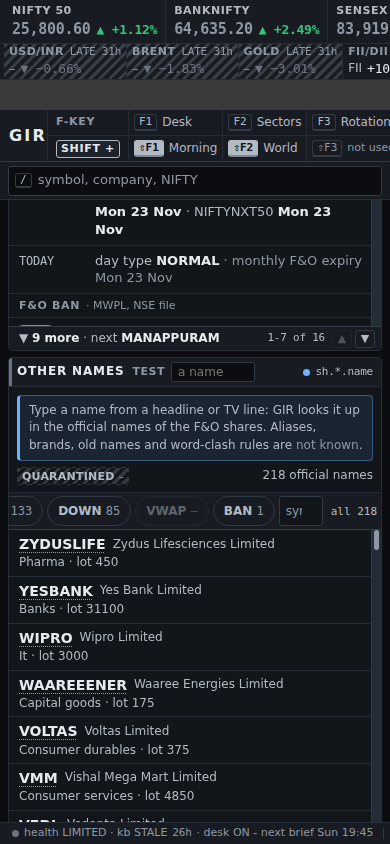 NIFTY 50 BANKNIFTY SENSEX
25,800.60 ▲ +1.12% 64,635.20 ▲ +2.49% 83,919
USD/INR LATE 31h BRENT LATE 31h GOLD LATE 31h FII/DII
– ▼ −0.66% – ▼ −1.83% – ▼ −3.01% FII +10
GIR F-KEY F1 Desk F2 Sectors F3 Rotation
SHIFT + ⇧F1 Morning ⇧F2 World ⇧F3 not used
/ symbol, company, NIFTY
Mon 23 Nov · NIFTYNXT50 Mon 23
Nov
TODAY day type NORMAL · monthly F&O expiry
Mon 23 Nov
F&O BAN · MWPL, NSE file
▼ 9 more · next MANAPPURAM 1-7 of 16 ▲ ▼
OTHER NAMES TEST a name ● sh.*.name
Type a name from a headline or TV line: GIR looks it up
in the official names of the F&O shares. Aliases,
brands, old names and word-clash rules are not known.
QUARANTINED – 218 official names
133 DOWN 85 VWAP – BAN 1 syr all 218
ZYDUSLIFE Zydus Lifesciences Limited
Pharma · lot 450
YESBANK Yes Bank Limited
Banks · lot 31100
WIPRO Wipro Limited
It · lot 3000
WAAREEENER Waaree Energies Limited
Capital goods · lot 175
VOLTAS Voltas Limited
Consumer durables · lot 375
VMM Vishal Mega Mart Limited
Consumer services · lot 4850
● health LIMITED · kb STALE 26h · desk ON - next brief Sun 19:45